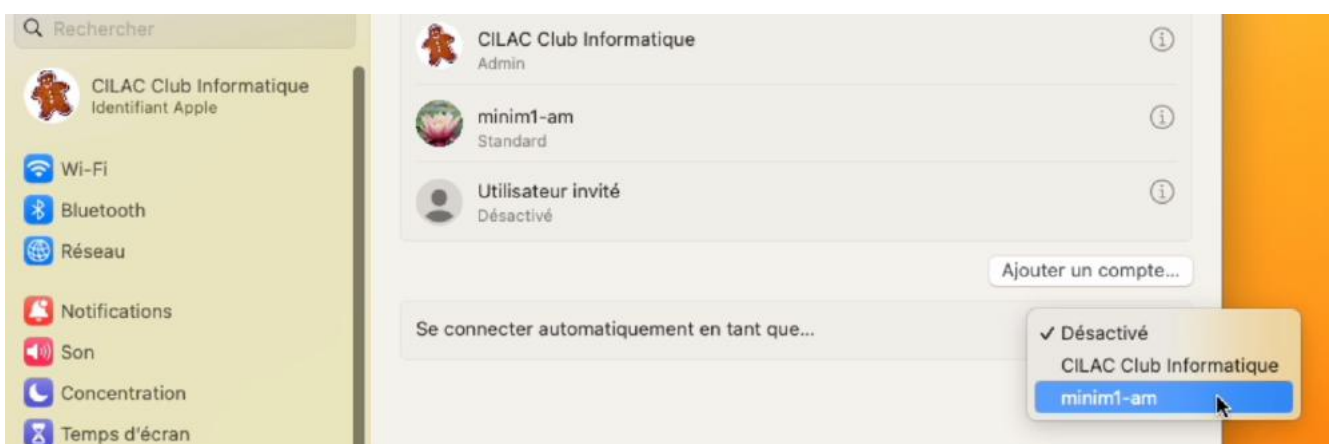 Rechercher
CILAC Club Informatique
Identifiant Apple
Wi-Fi
Bluetooth
Réseau
Notifications
Son
Concentration
Temps d'écran
CILAC Club Informatique
Admin
minim1-am
Standard
Utilisateur invité
Désactivé
Ajouter un compte...
Se connecter automatiquement en tant que...
✓ Désactivé
CILAC Club Informatique
minim1-am